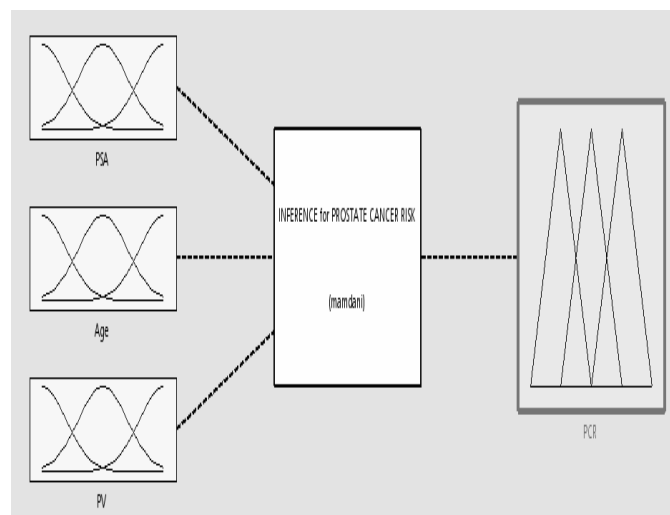 PSA
Age
PV
INFERENCE for PROSTATE CANCER RISK
(mamdani)
PCR